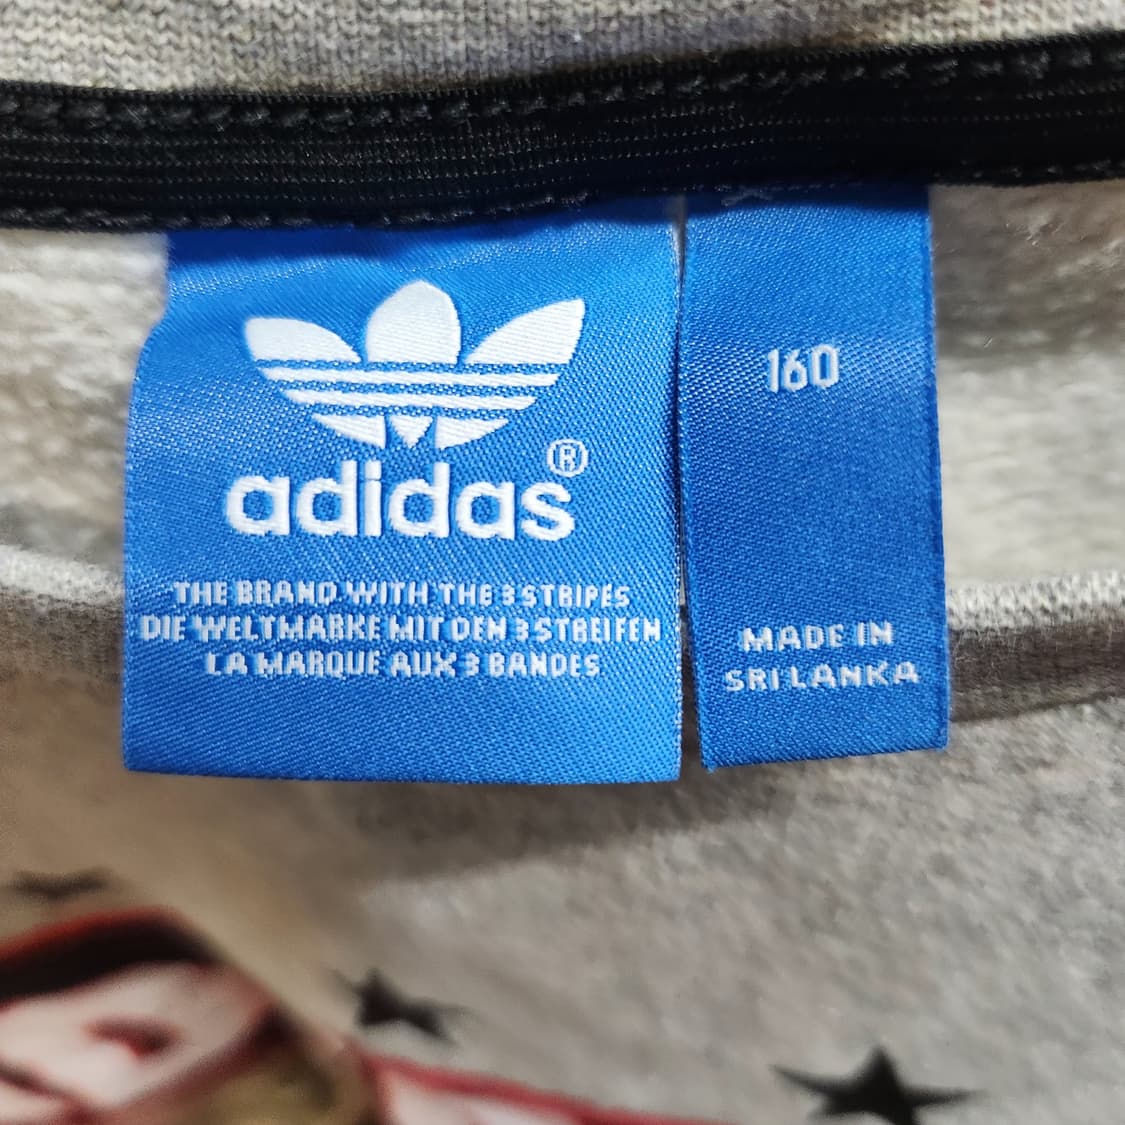 adidas®
THE BRAND WITH THE 3 STRIPES
DIE WELTMARKE MIT DEN 3 STREIFEN
LA MARQUE AUX 3 BANDES
160
MADE IN
SRI LANKA